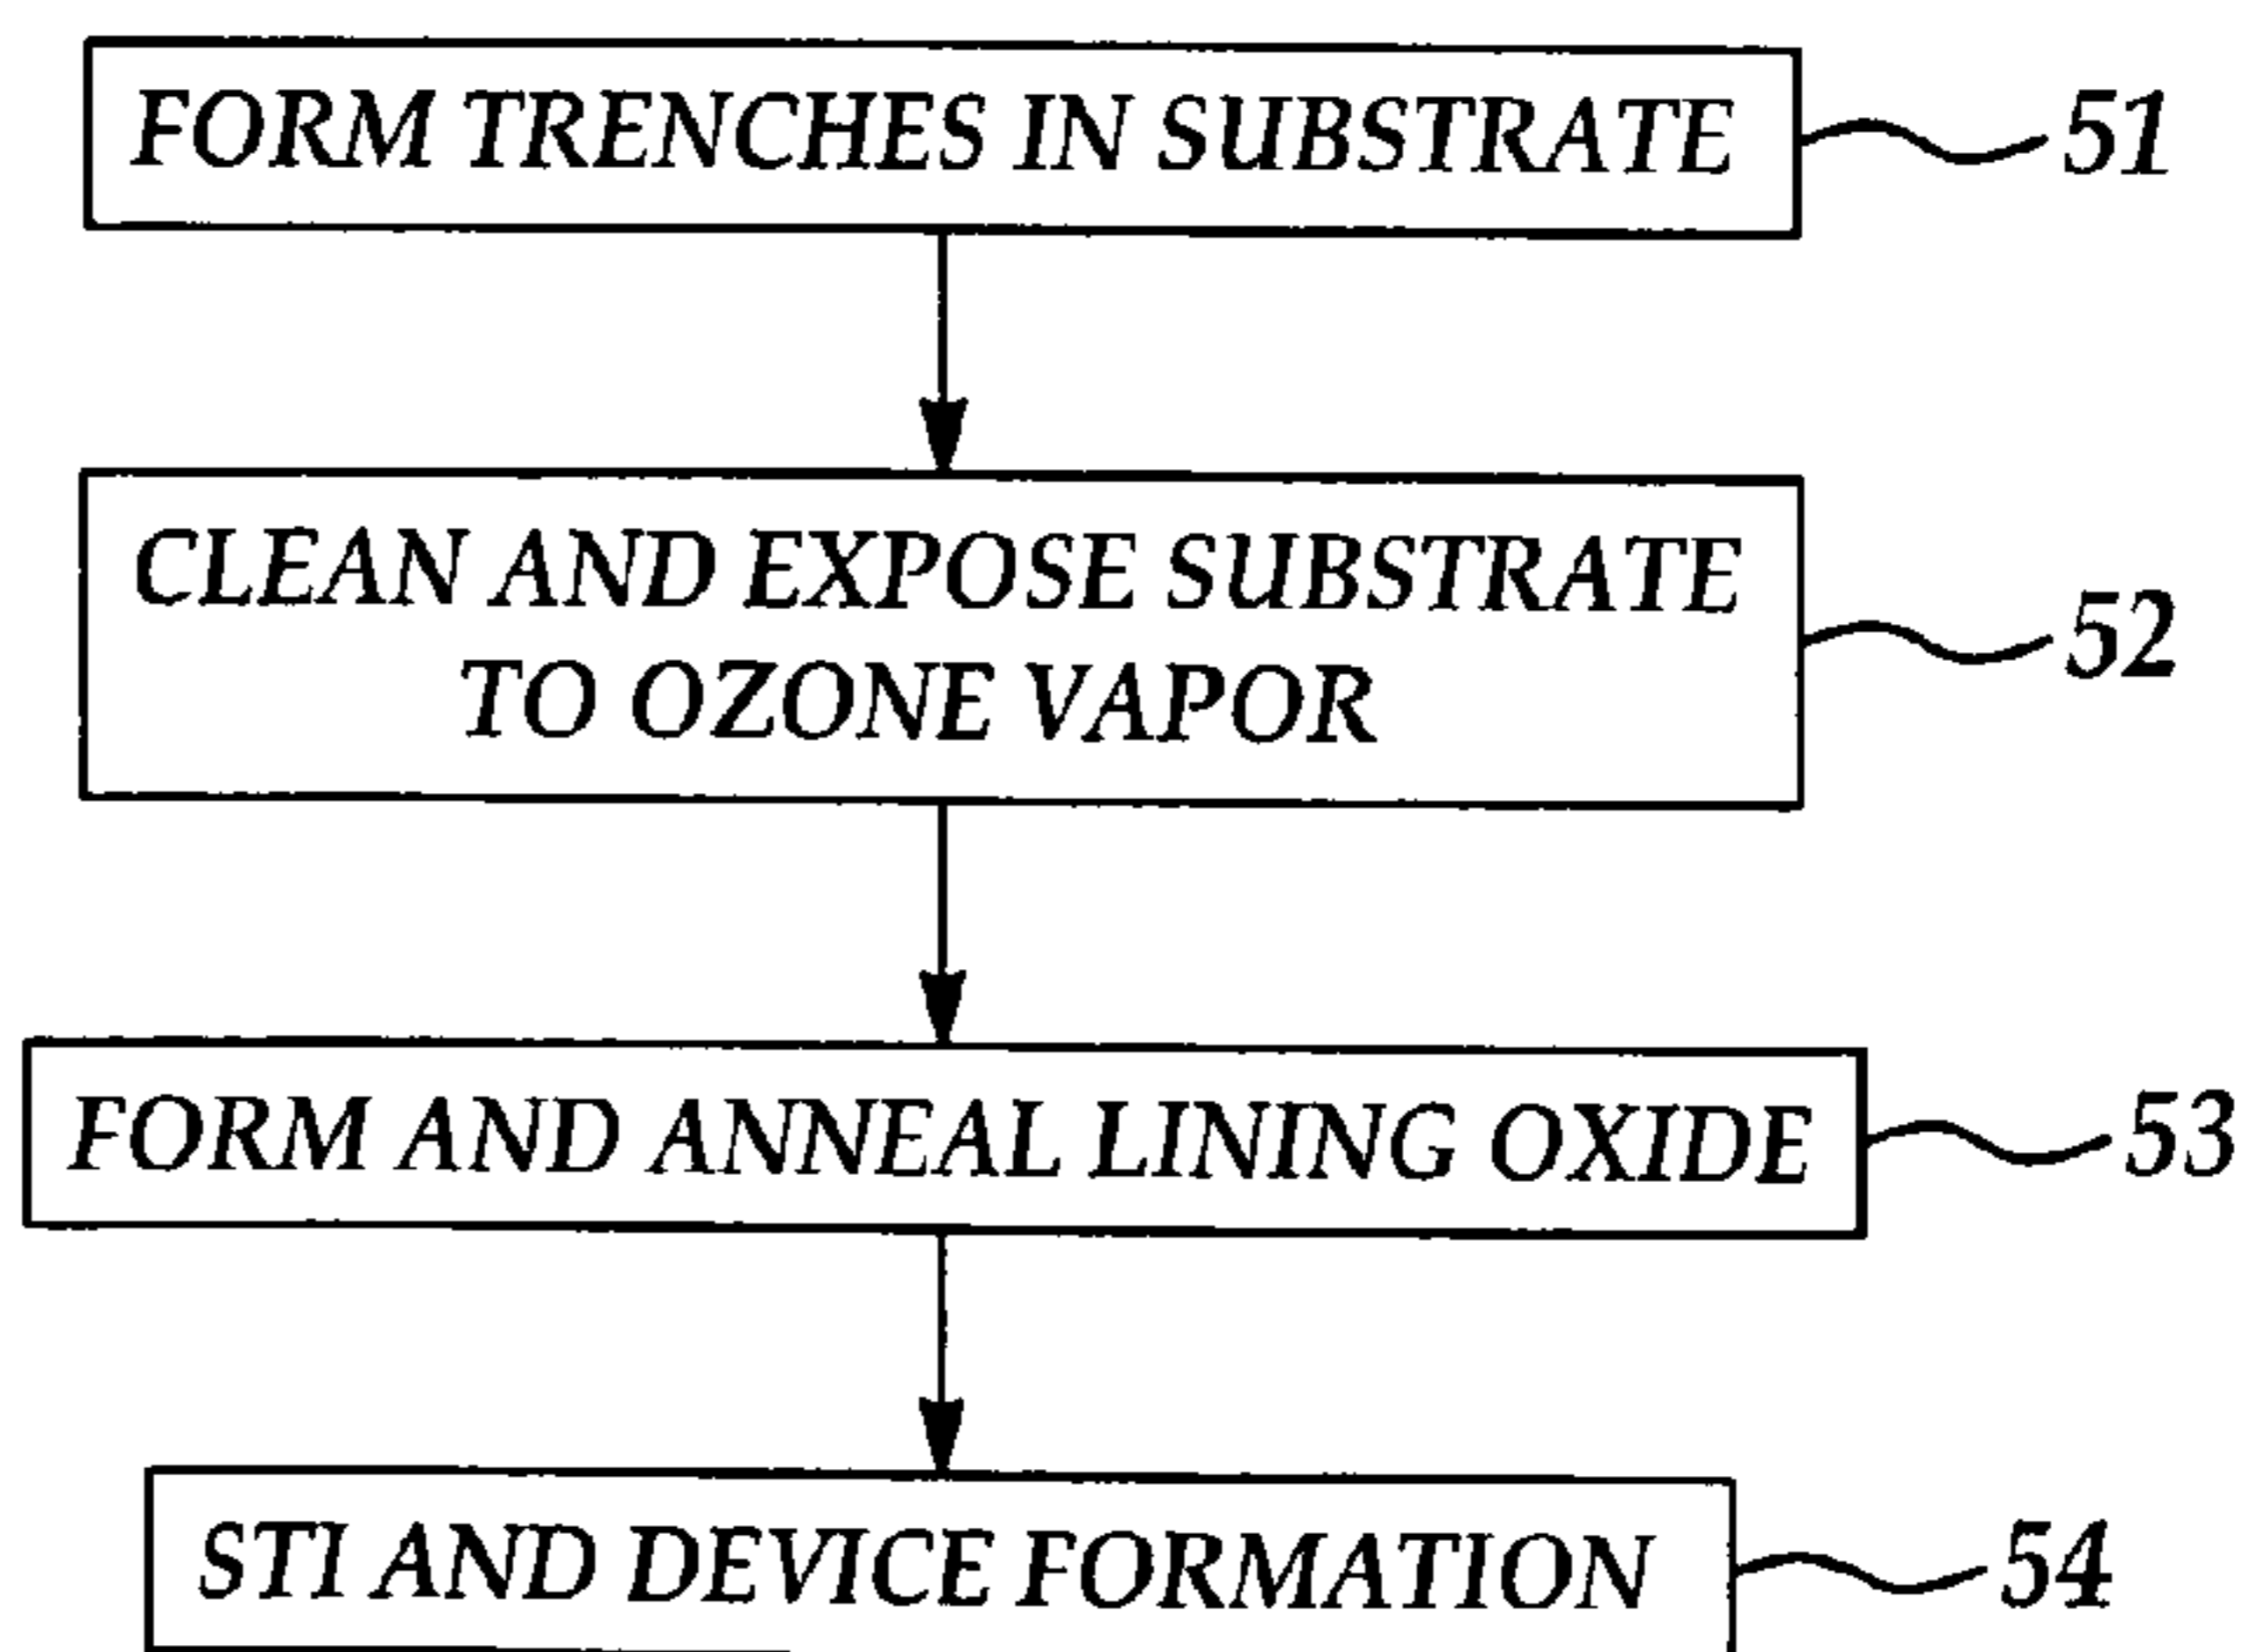 FORM TRENCHES IN SUBSTRATE 51
CLEAN AND EXPOSE SUBSTRATE
TO OZONE VAPOR
52
FORM AND ANNEAL LINING OXIDE 53
STI AND DEVICE FORMATION 54